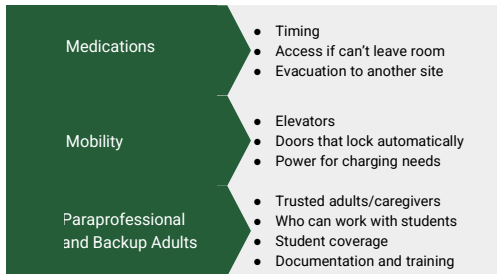 Medications
● Timing
● Access if can't leave room
● Evacuation to another site
Mobility
● Elevators
● Doors that lock automatically
● Power for charging needs
Paraprofessional
and Backup Adults
● Trusted adults/caregivers
● Who can work with students
● Student coverage
● Documentation and training